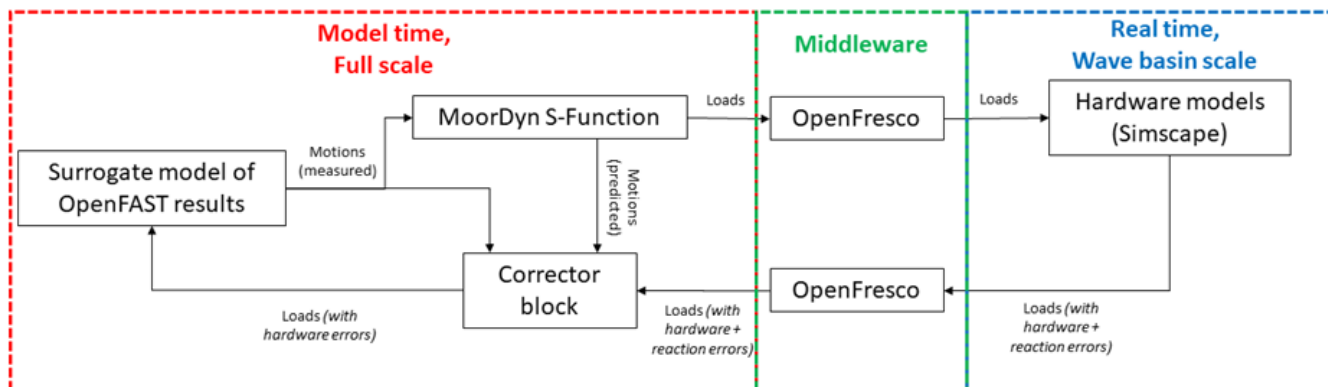 Model time,
Full scale
Middleware
Real time,
Wave basin scale
MoorDyn S-Function
Loads
OpenFresco
Loads
Hardware models
(Simscape)
Surrogate model of
OpenFAST results
Motions
(measured)
Motions
(predicted)
Corrector
block
OpenFresco
Loads (with
hardware errors)
Loads (with
hardware +
reaction errors)
Loads (with
hardware +
reaction errors)